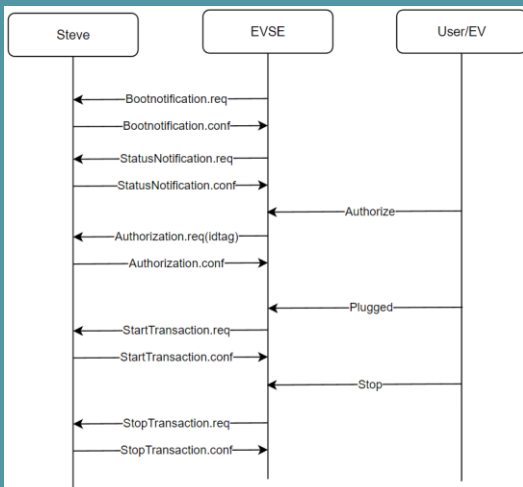 Steve
EVSE
User/EV
Bootnotification.req
Bootnotification.conf
StatusNotification.req
StatusNotification.conf
Authorize
Authorization.req(idtag)
Authorization.conf
Plugged
StartTransaction.req
StartTransaction.conf
Stop
StopTransaction.req
StopTransaction.conf